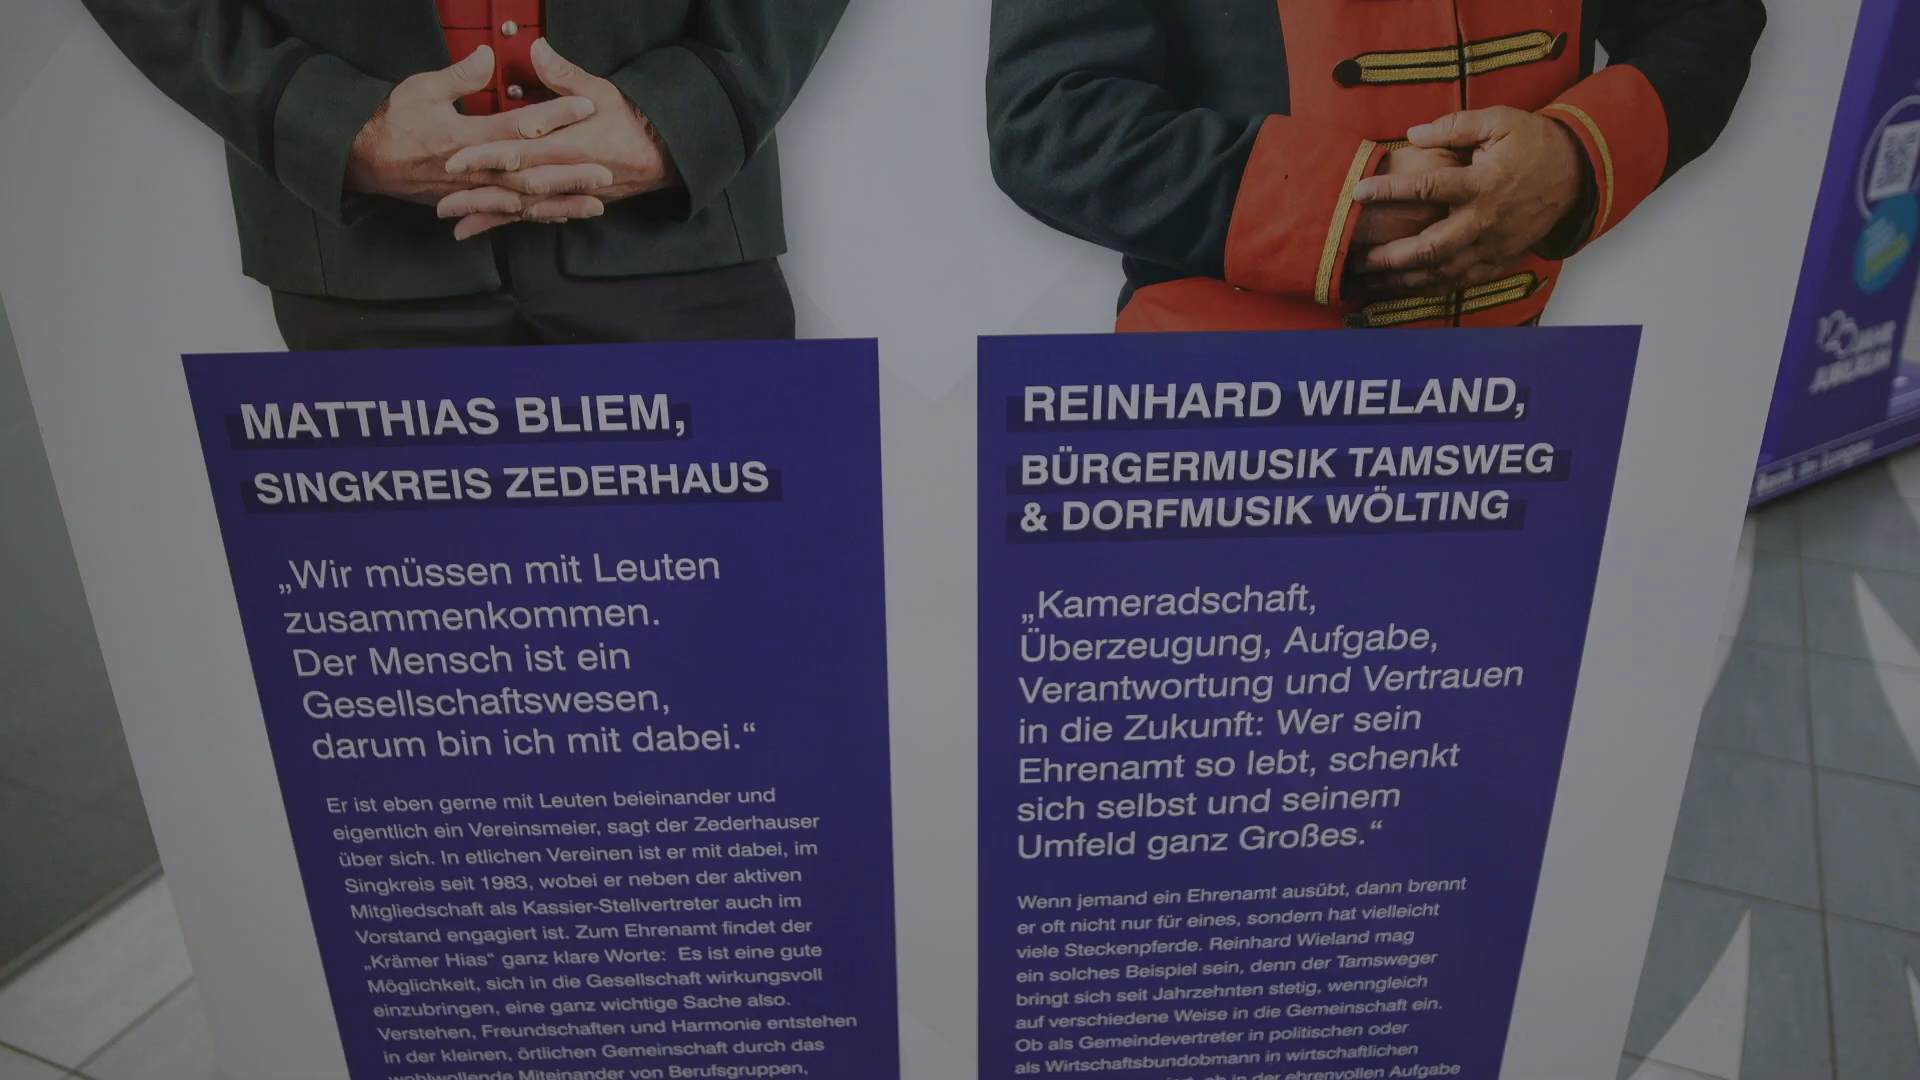 MATTHIAS BLIEM,
SINGKREIS ZEDERHAUS
„Wir müssen mit Leuten
zusammenkommen.
Der Mensch ist ein
Gesellschaftswesen,
darum bin ich mit dabei.“
Er ist eben gerne mit Leuten beieinander und
eigentlich ein Vereinsmeier, sagt der Zederhauser
über sich. In etlichen Vereinen ist er mit dabei, im
Singkreis seit 1983, wobei er neben der aktiven
Mitgliedschaft als Kassier-Stellvertreter auch im
Vorstand engagiert ist. Zum Ehrenamt findet der
„Krämer Hias“ ganz klare Worte: Es ist eine gute
Möglichkeit, sich in die Gesellschaft wirkungsvoll
einzubringen, eine ganz wichtige Sache also.
Verstehen, Freundschaften und Harmonie entstehen
in der kleinen, örtlichen Gemeinschaft durch das
wohlwollende Miteinander von Berufsgruppen,
REINHARD WIELAND,
BÜRGERMUSIK TAMSWEG
& DORFMUSIK WÖLTING
„Kameradschaft,
Überzeugung, Aufgabe,
Verantwortung und Vertrauen
in die Zukunft: Wer sein
Ehrenamt so lebt, schenkt
sich selbst und seinem
Umfeld ganz Großes.“
Wenn jemand ein Ehrenamt ausübt, dann brennt
er oft nicht nur für eines, sondern hat vielleicht
viele Steckenpferde. Reinhard Wieland mag
ein solches Beispiel sein, denn der Tamsweger
bringt sich seit Jahrzehnten stetig, wenngleich
auf verschiedene Weise in die Gemeinschaft ein.
Ob als Gemeindevertreter in politischen oder
als Wirtschaftsbundobmann in wirtschaftlichen
in der ehrenvollen Aufgabe